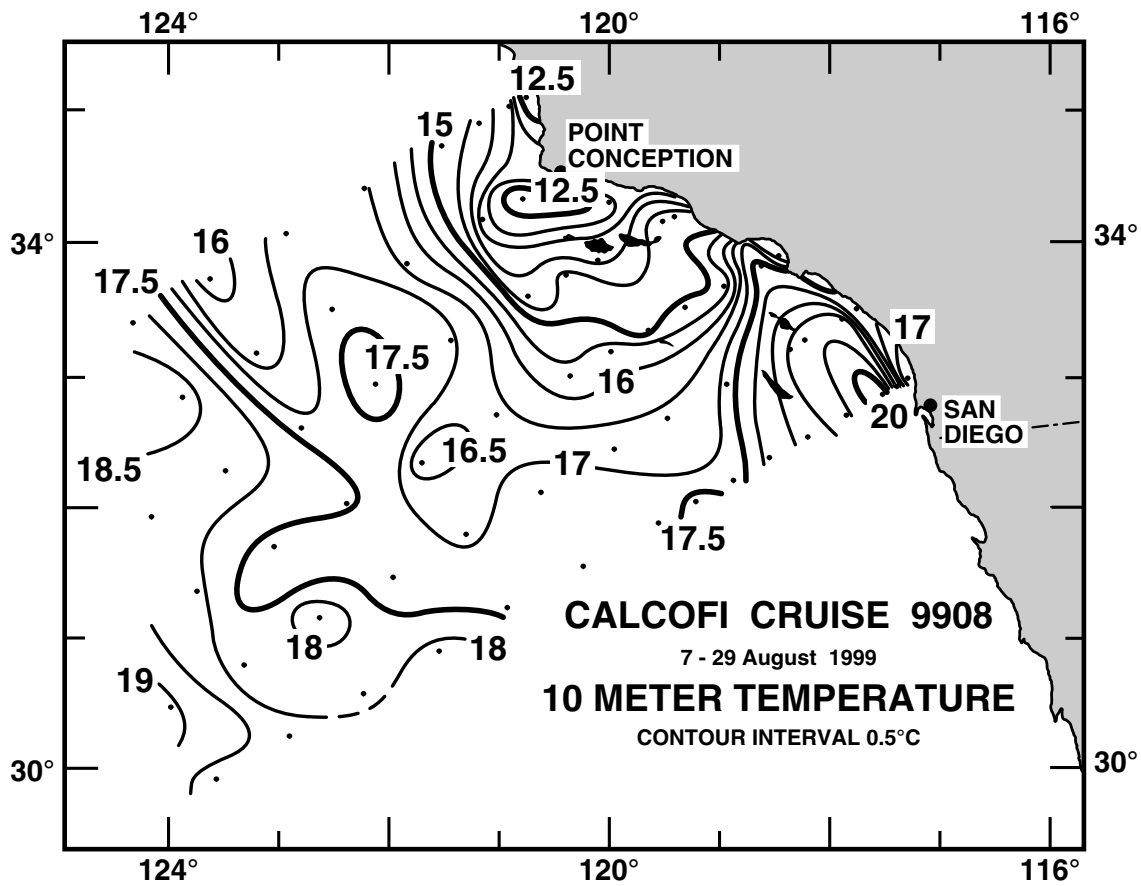 124° 120° 116°
12.5
15
POINT
CONCEPTION
12.5
34° 34°
16
17.5
17
17.5
16
20
SAN
DIEGO
16.5
17
18.5
17.5
CALCOFI CRUISE 9908
18
18
7 - 29 August 1999
19
10 METER TEMPERATURE
CONTOUR INTERVAL 0.5°C
30° 30°
124° 120° 116°